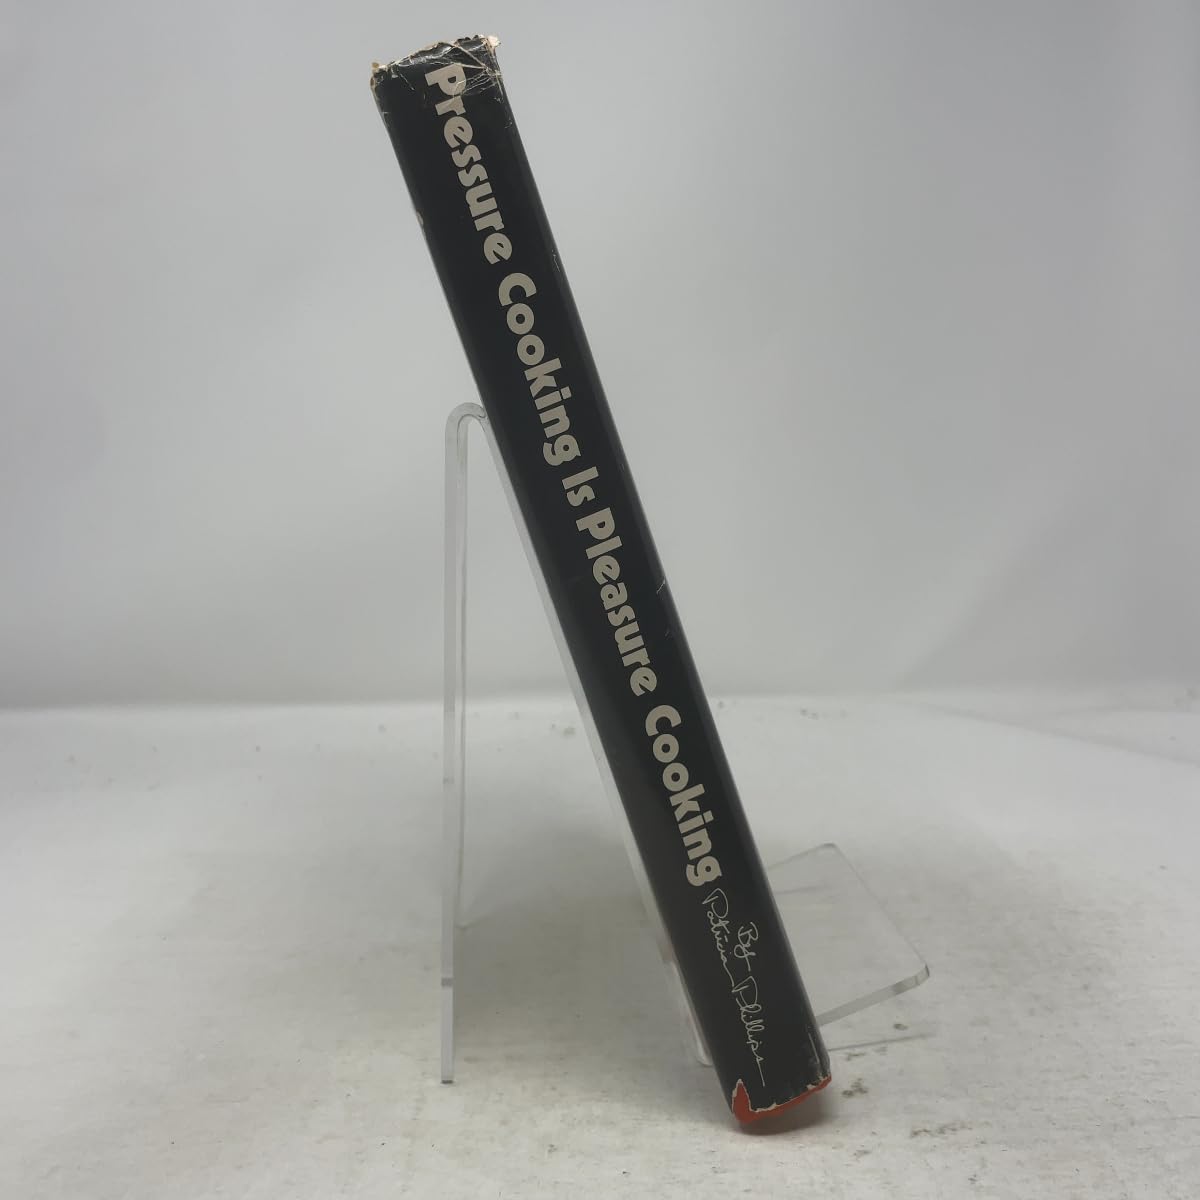 Pressure Cooking Is Pleasure Cooking
By
Patricia Phillips